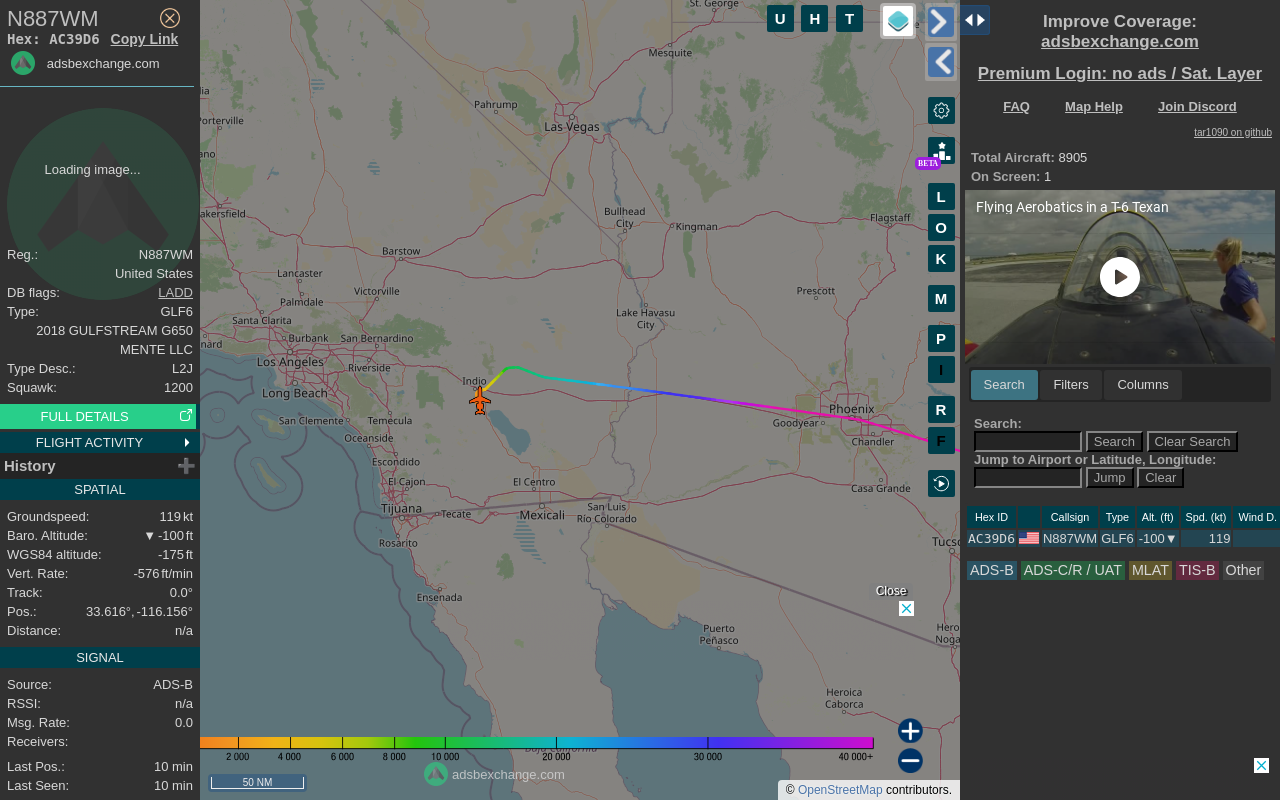 N887WM
Hex: AC39D6 Copy Link
adsbexchange.com
Loading image...
Reg.: N887WM
United States
DB flags: LADD
Type: GLF6
2018 GULFSTREAM G650
MENTE LLC
Type Desc.: L2J
Squawk: 1200
FULL DETAILS
FLIGHT ACTIVITY
History
SPATIAL
Groundspeed: 119 kt
Baro. Altitude: ▼ -100 ft
WGS84 altitude: -175 ft
Vert. Rate: -576 ft/min
Track: 0.0°
Pos.: 33.616°, -116.156°
Distance: n/a
SIGNAL
Source: ADS-B
RSSI: n/a
Msg. Rate: 0.0
Receivers:
Last Pos.: 10 min
Last Seen: 10 min
St. George
Mesquite
Pahrump
Las Vegas
Porterville
Bullhead
City
Kingman
Flagstaff
Barstow
Lancaster
Victorville
Palmdale
Prescott
Santa Clarita
Lake Havasu
City
Burbank
San Bernardino
Los Angeles
Riverside
Long Beach
Indio
Phoenix
Goodyear
Chandler
San Clemente
Temecula
Oceanside
Escondido
El Cajon
El Centro
Casa Grande
San Luis
Río Colorado
Tijuana
Tecate
Mexicali
Rosarito
Ensenada
Puerto
Peñasco
Heroica
Caborca
U H T
BETA
L
O
K
M
P
I
R
F
Close
2 000 4 000 6 000 8 000 10 000 20 000 30 000 40 000+
adsbexchange.com
50 NM
© OpenStreetMap contributors.
Improve Coverage:
adsbexchange.com
Premium Login: no ads / Sat. Layer
FAQ Map Help Join Discord
tar1090 on github
Total Aircraft: 8905
On Screen: 1
Flying Aerobatics in a T-6 Texan
Search Filters Columns
Search:
Search Clear Search
Jump to Airport or Latitude, Longitude:
Jump Clear
Hex ID Callsign Type Alt. (ft) Spd. (kt) Wind D.
AC39D6 N887WM GLF6 -100▼ 119
ADS-B ADS-C/R / UAT MLAT TIS-B Other